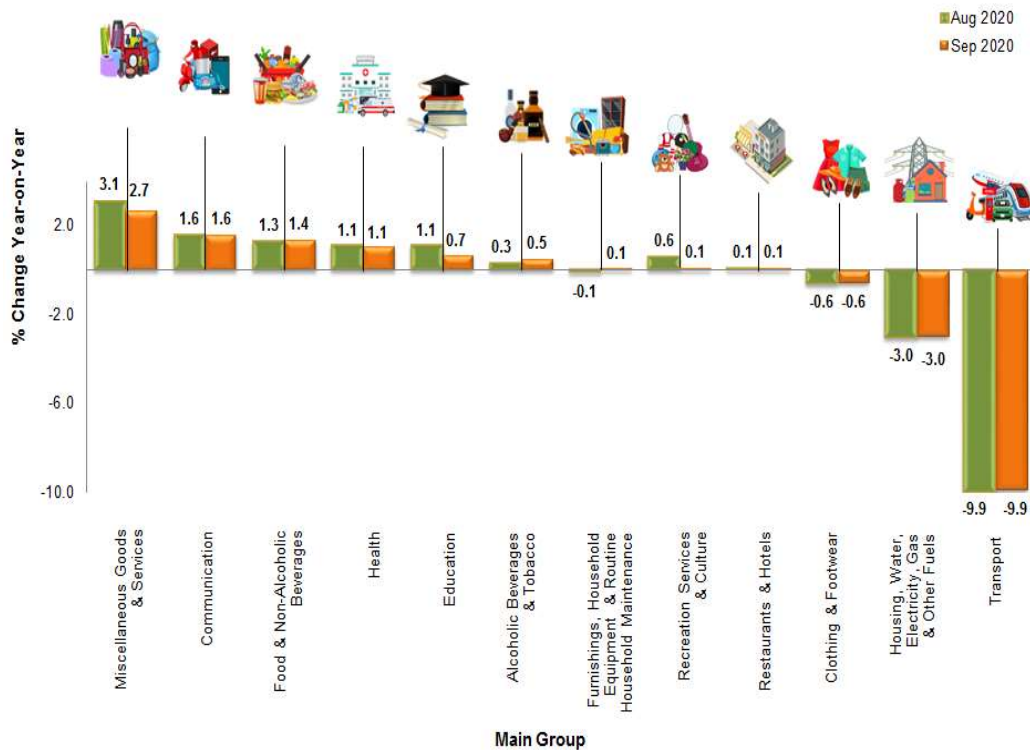 Aug 2020
Sep 2020
% Change Year-on-Year
2.0
-2.0
-6.0
-10.0
3.1
2.7
1.6
1.6
1.3
1.4
1.1
1.1
1.1
0.7
0.3
0.5
-0.1
0.1
0.6
0.1
0.1
0.1
-0.6
-0.6
-3.0
-3.0
-9.9
-9.9
Miscellaneous Goods
& Services
Communication
Food & Non-Alcoholic
Beverages
Health
Education
Alcoholic Beverages
& Tobacco
Furnishings, Household
Equipment & Routine
Household Maintenance
Recreation Services
& Culture
Restaurants & Hotels
Clothing & Footwear
Housing, Water,
Electricity, Gas
& Other Fuels
Transport
Main Group